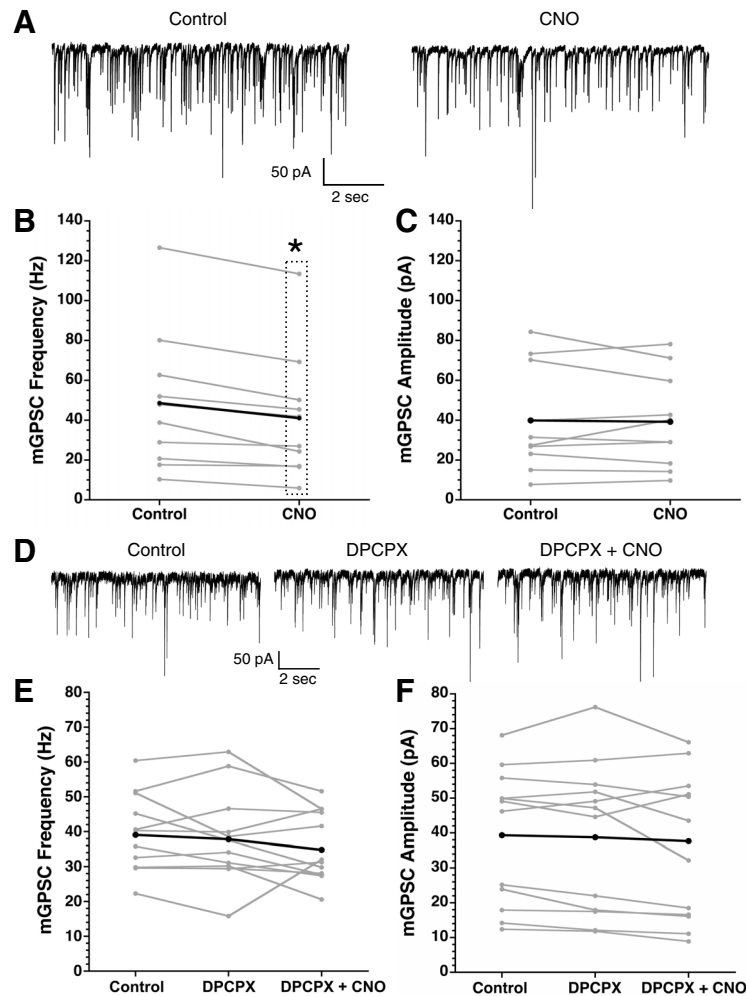 A
Control
CNO
50 pA
2 sec
B
mGPSC Frequency (Hz)
140
120
100
80
60
40
20
0
*
Control
CNO
C
mGPSC Amplitude (pA)
140
120
100
80
60
40
20
0
Control
CNO
D
Control
DPCPX
DPCPX + CNO
50 pA
2 sec
E
mGPSC Frequency (Hz)
80
70
60
50
40
30
20
10
0
Control
DPCPX
DPCPX + CNO
F
mGPSC Amplitude (pA)
80
70
60
50
40
30
20
10
0
Control
DPCPX
DPCPX + CNO